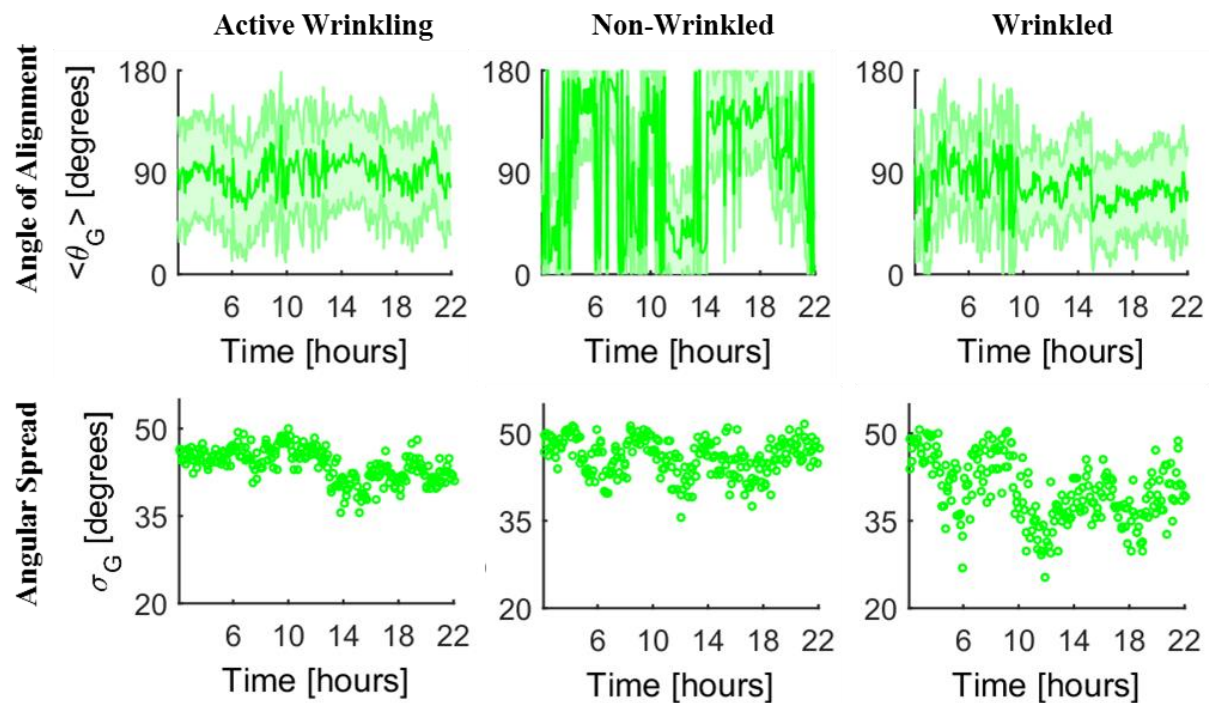 Active Wrinkling
Non-Wrinkled
Wrinkled
Angle of Alignment
<θ_G> [degrees]
180
90
0
6 10 14 18 22
Time [hours]
180
90
0
6 10 14 18 22
Time [hours]
180
90
0
6 10 14 18 22
Time [hours]
Angular Spread
σ_G [degrees]
50
35
20
6 10 14 18 22
Time [hours]
50
35
20
6 10 14 18 22
Time [hours]
50
35
20
6 10 14 18 22
Time [hours]